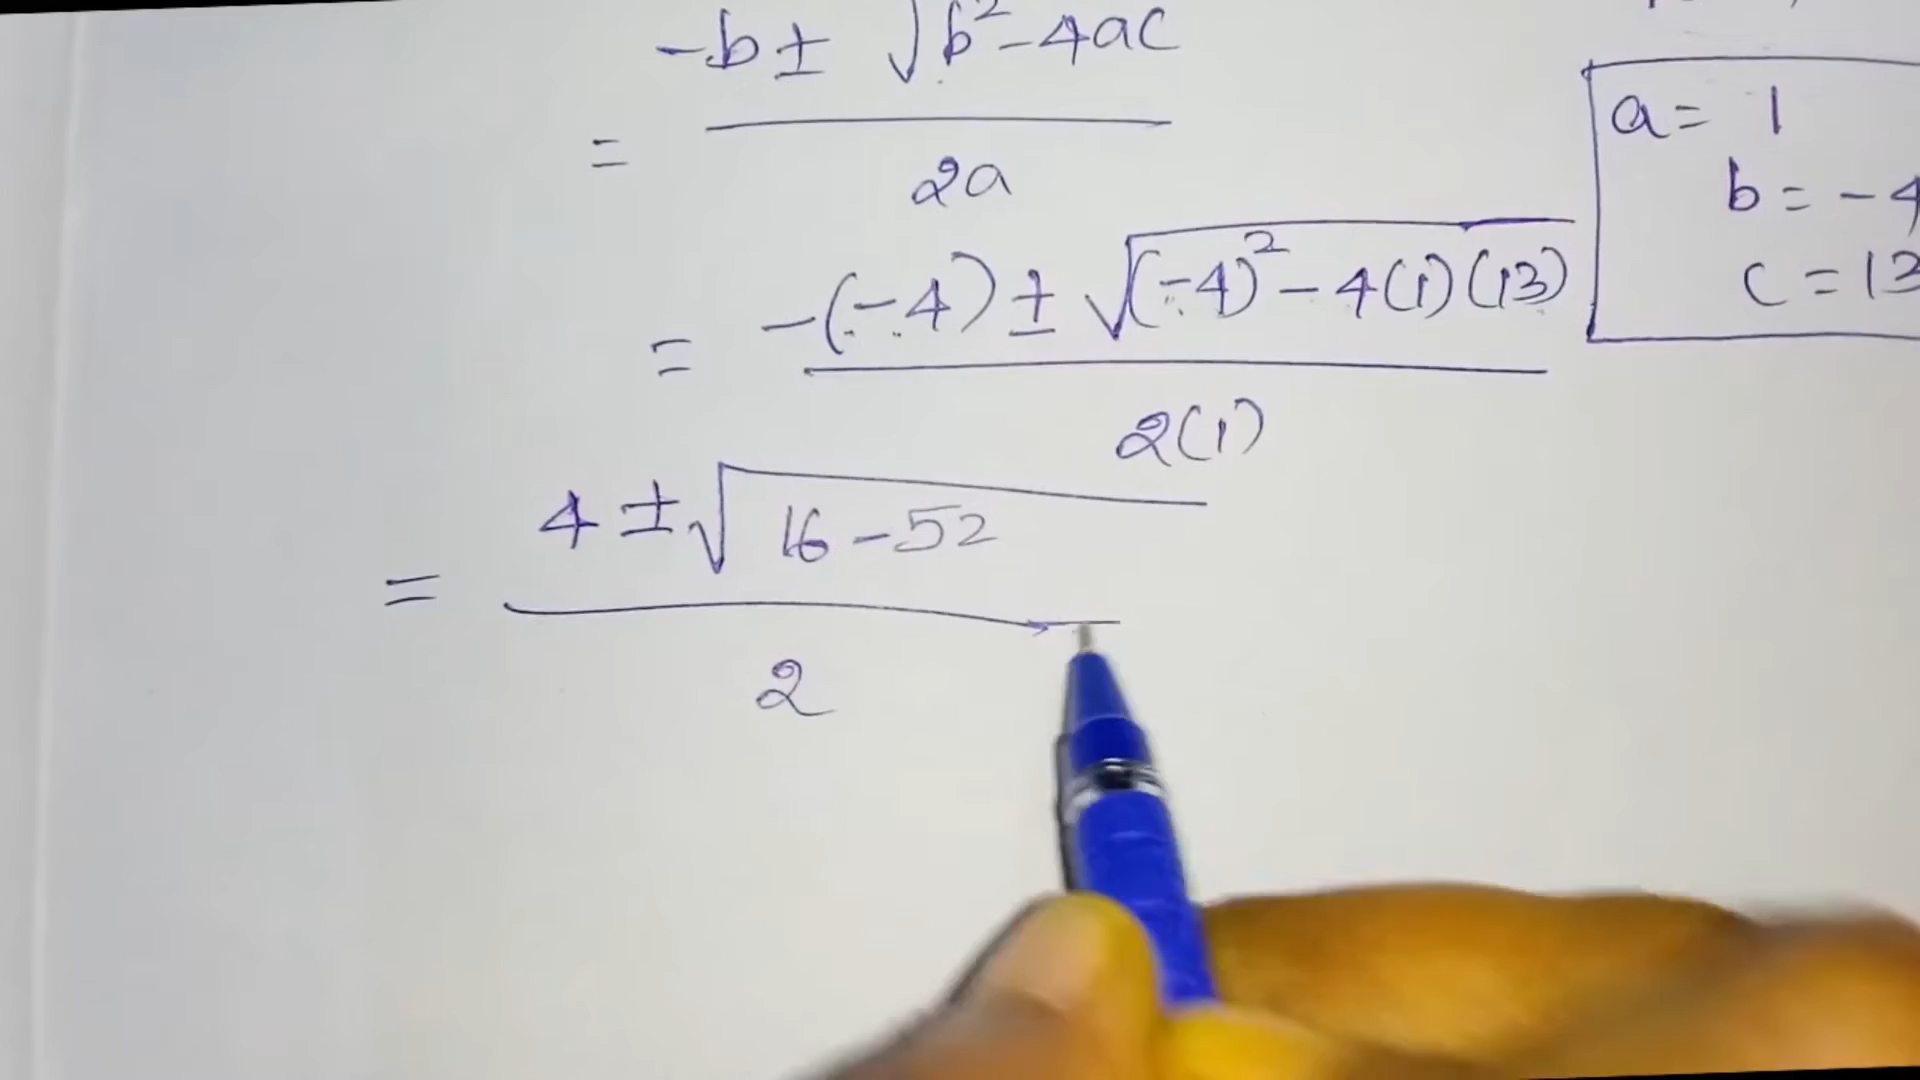 -b ± √b² - 4ac
= 
2a
a = 1
b = -4
c = 13
= -(-4) ± √(-4)² - 4(1)(13)
2(1)
= 4 ± √16 - 52
2